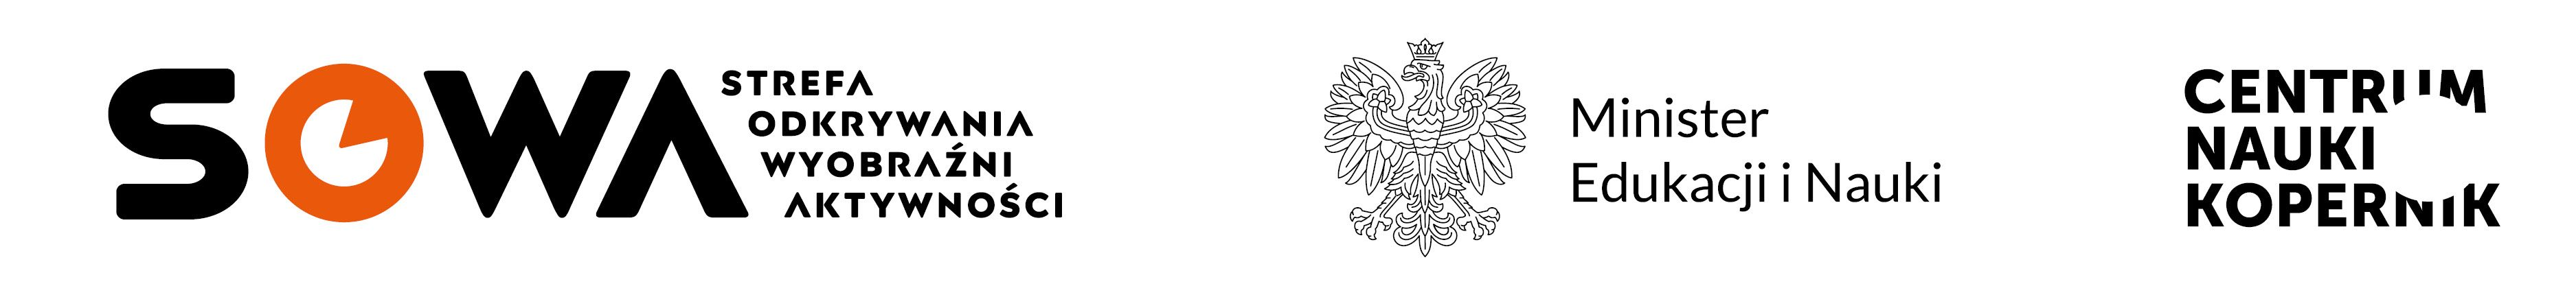 SOWA
STREFA
ODKRYWANIA
WYOBRAŹNI
AKTYWNOŚCI
Minister
Edukacji i Nauki
CENTRUM
NAUKI
KOPERNIK